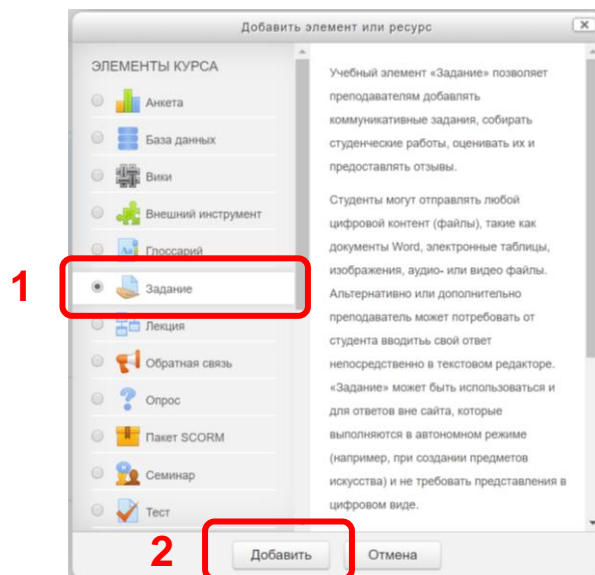 Добавить элемент или ресурс
ЭЛЕМЕНТЫ КУРСА
Анкета
База данных
Вики
Внешний инструмент
Глоссарий
1
Задание
Лекция
Обратная связь
Опрос
Пакет SCORM
Семинар
Тест
Учебный элемент «Задание» позволяет
преподавателям добавлять
коммуникативные задания, собирать
студенческие работы, оценивать их и
предоставлять отзывы.
Студенты могут отправлять любой
цифровой контент (файлы), такие как
документы Word, электронные таблицы,
изображения, аудио- или видео файлы.
Альтернативно или дополнительно
преподаватель может потребовать от
студента вводитьь свой ответ
непосредственно в текстовом редакторе.
«Задание» может быть использоваться и
для ответов вне сайта, которые
выполняются в автономном режиме
(например, при создании предметов
искусства) и не требовать представления в
цифровом виде.
2
Добавить
Отмена